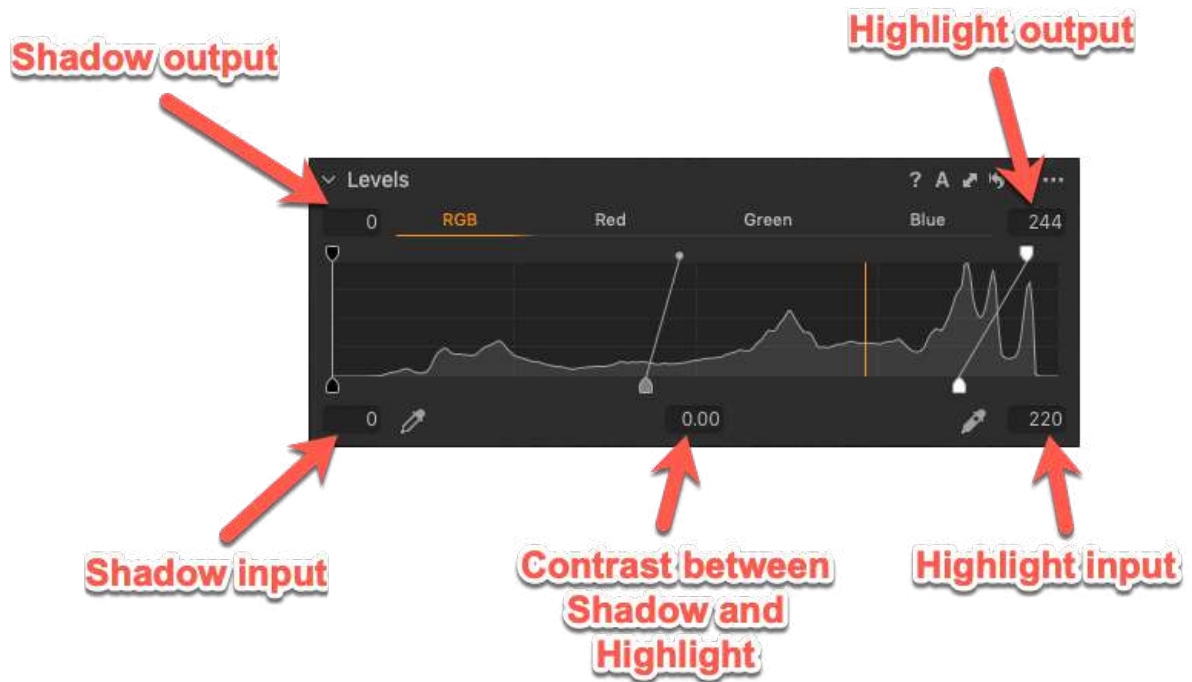 Highlight output
Shadow output
Levels
? A ...
0 RGB Red Green Blue 244
0 0.00 220
Shadow input
Contrast between
Shadow and
Highlight
Highlight input